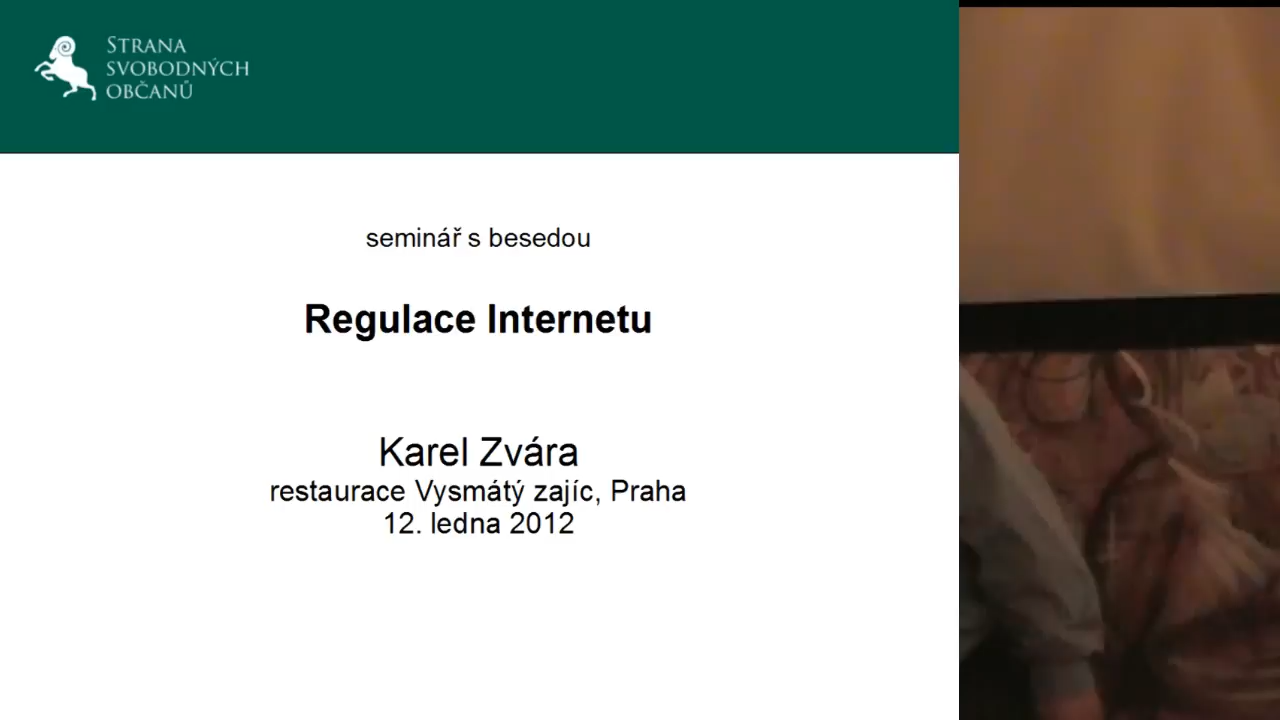 STRANA
SVOBODNÝCH
OBČANŮ
seminář s besedou
Regulace Internetu
Karel Zvára
restaurace Vysmátý zajíc, Praha
12. ledna 2012